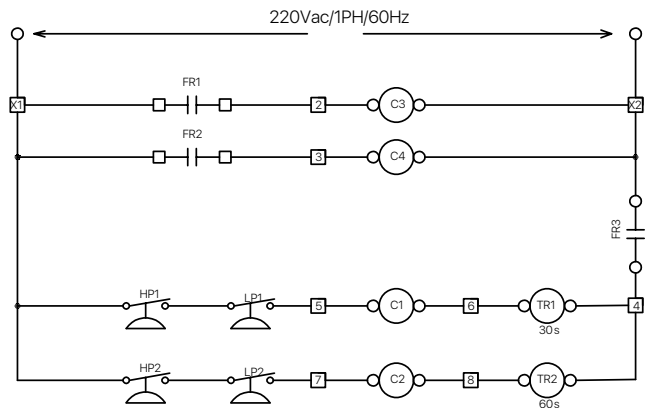 220Vac/1PH/60Hz
FR1
X1 2 C3 X2
FR2
3 C4
FR3
HP1 LP1
5 C1 6 TR1 4
30s
HP2 LP2
7 C2 8 TR2
60s